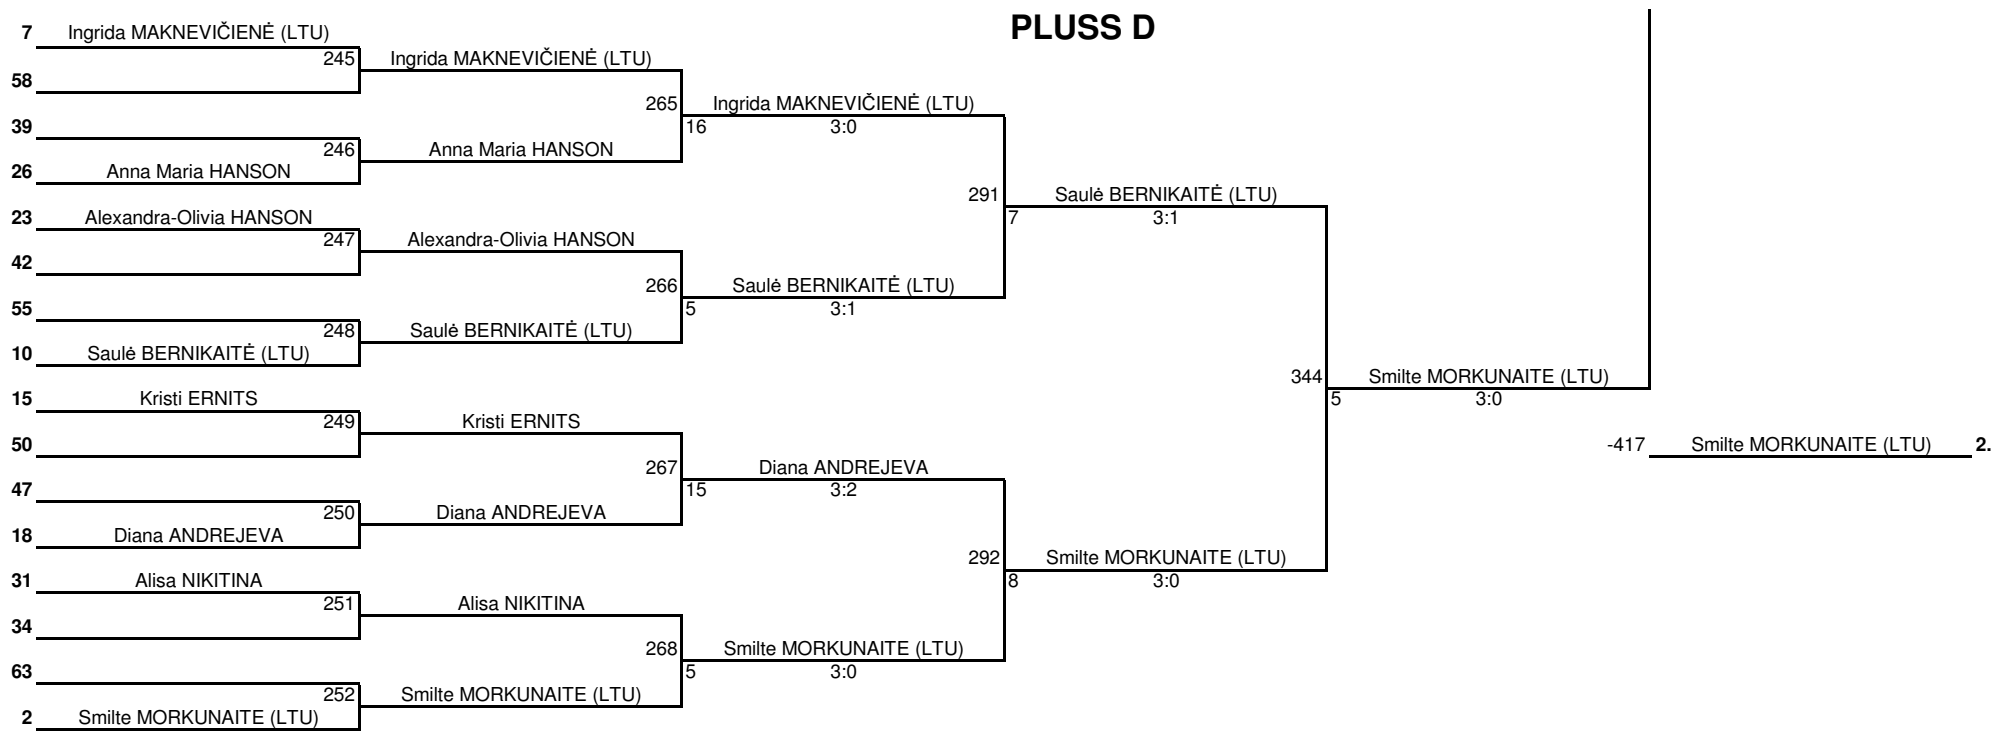 PLUSS D
7 Ingrida MAKNEVIČIENĖ (LTU)
245 Ingrida MAKNEVIČIENĖ (LTU)
58
265 Ingrida MAKNEVIČIENĖ (LTU)
39
16 3:0
246 Anna Maria HANSON
26 Anna Maria HANSON
291 Saulė BERNIKAITĖ (LTU)
23 Alexandra-Olivia HANSON
7 3:1
247 Alexandra-Olivia HANSON
42
266 Saulė BERNIKAITĖ (LTU)
55
5 3:1
248 Saulė BERNIKAITĖ (LTU)
10 Saulė BERNIKAITĖ (LTU)
344 Smilte MORKUNAITE (LTU)
15 Kristi ERNITS
5 3:0
249 Kristi ERNITS
50
-417 Smilte MORKUNAITE (LTU) 2.
267 Diana ANDREJEVA
47
15 3:2
250 Diana ANDREJEVA
18 Diana ANDREJEVA
292 Smilte MORKUNAITE (LTU)
31 Alisa NIKITINA
8 3:0
251 Alisa NIKITINA
34
268 Smilte MORKUNAITE (LTU)
63
5 3:0
252 Smilte MORKUNAITE (LTU)
2 Smilte MORKUNAITE (LTU)